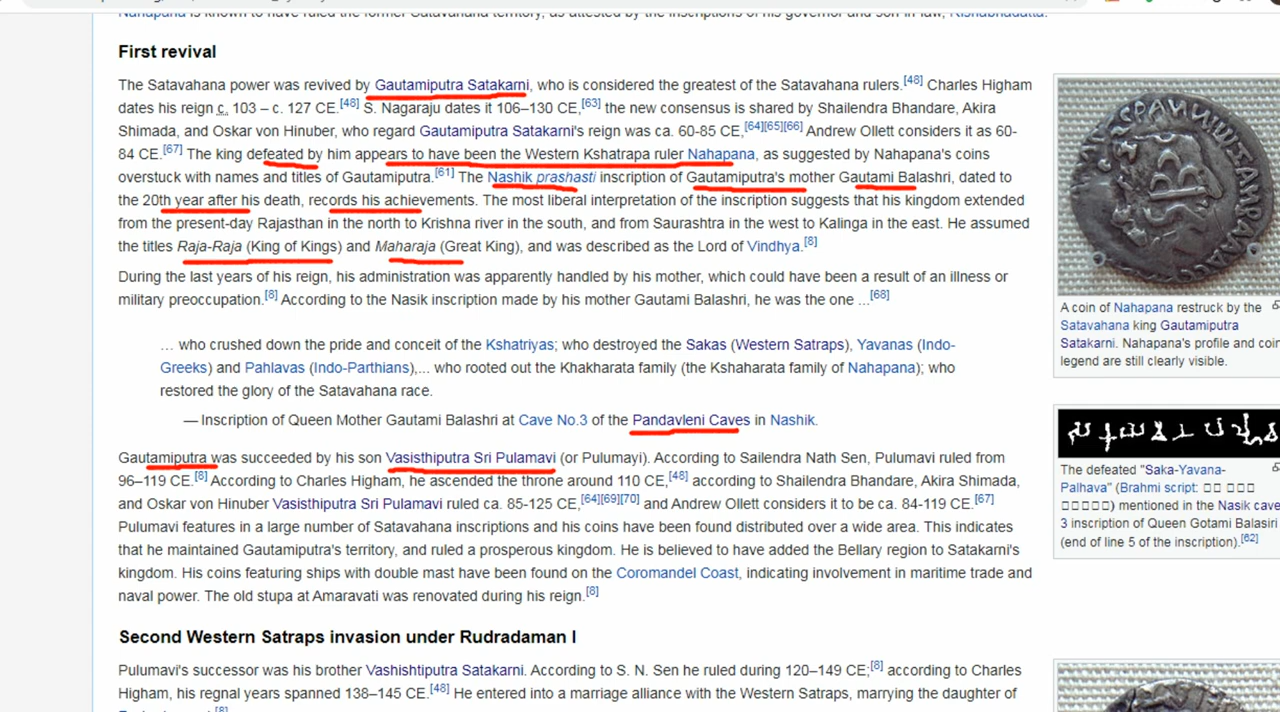 Nahapana is known to have ruled the former Satavahana territory, as attested by the inscriptions of his governor and son-in-law, Rishabhadatta.
First revival
The Satavahana power was revived by Gautamiputra Satakarni, who is considered the greatest of the Satavahana rulers.[48] Charles Higham
dates his reign c. 103 – c. 127 CE.[48] S. Nagaraju dates it 106–130 CE,[63] the new consensus is shared by Shailendra Bhandare, Akira
Shimada, and Oskar von Hinuber, who regard Gautamiputra Satakarni's reign was ca. 60-85 CE,[64][65][66] Andrew Ollett considers it as 60-
84 CE.[67] The king defeated by him appears to have been the Western Kshatrapa ruler Nahapana, as suggested by Nahapana's coins
overstuck with names and titles of Gautamiputra.[61] The Nashik prashasti inscription of Gautamiputra's mother Gautami Balashri, dated to
the 20th year after his death, records his achievements. The most liberal interpretation of the inscription suggests that his kingdom extended
from the present-day Rajasthan in the north to Krishna river in the south, and from Saurashtra in the west to Kalinga in the east. He assumed
the titles Raja-Raja (King of Kings) and Maharaja (Great King), and was described as the Lord of Vindhya.[8]
During the last years of his reign, his administration was apparently handled by his mother, which could have been a result of an illness or
military preoccupation.[8] According to the Nasik inscription made by his mother Gautami Balashri, he was the one ...[68]
... who crushed down the pride and conceit of the Kshatriyas; who destroyed the Sakas (Western Satraps), Yavanas (Indo-
Greeks) and Pahlavas (Indo-Parthians),... who rooted out the Khakharata family (the Kshaharata family of Nahapana); who
restored the glory of the Satavahana race.
— Inscription of Queen Mother Gautami Balashri at Cave No.3 of the Pandavleni Caves in Nashik.
Gautamiputra was succeeded by his son Vasisthiputra Sri Pulamavi (or Pulumayi). According to Sailendra Nath Sen, Pulumavi ruled from
96–119 CE.[8] According to Charles Higham, he ascended the throne around 110 CE,[48] according to Shailendra Bhandare, Akira Shimada,
and Oskar von Hinuber Vasisthiputra Sri Pulamavi ruled ca. 85-125 CE,[64][69][70] and Andrew Ollett considers it to be ca. 84-119 CE.[67]
Pulumavi features in a large number of Satavahana inscriptions and his coins have been found distributed over a wide area. This indicates
that he maintained Gautamiputra's territory, and ruled a prosperous kingdom. He is believed to have added the Bellary region to Satakarni's
kingdom. His coins featuring ships with double mast have been found on the Coromandel Coast, indicating involvement in maritime trade and
naval power. The old stupa at Amaravati was renovated during his reign.[8]
Second Western Satraps invasion under Rudradaman I
Pulumavi's successor was his brother Vashishtiputra Satakarni. According to S. N. Sen he ruled during 120–149 CE;[8] according to Charles
Higham, his regnal years spanned 138–145 CE.[48] He entered into a marriage alliance with the Western Satraps, marrying the daughter of
A coin of Nahapana restruck by the
Satavahana king Gautamiputra
Satakarni. Nahapana's profile and coin
legend are still clearly visible.
The defeated "Saka-Yavana-
Palhava" (Brahmi script: □□ □□□
□□□□□) mentioned in the Nasik cave
3 inscription of Queen Gotami Balasiri
(end of line 5 of the inscription).[62]